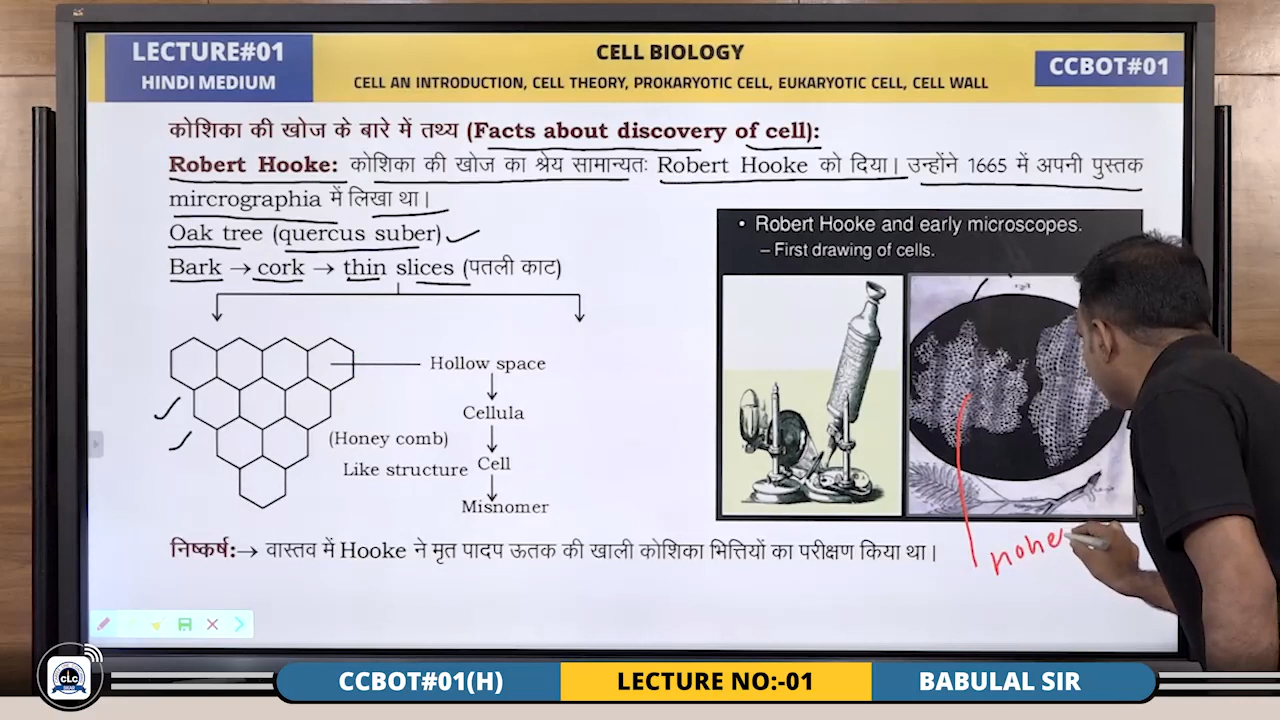 LECTURE#01
HINDI MEDIUM
CELL BIOLOGY
CELL AN INTRODUCTION, CELL THEORY, PROKARYOTIC CELL, EUKARYOTIC CELL, CELL WALL
CCBOT#01
कोशिका की खोज के बारे में तथ्य (Facts about discovery of cell):
Robert Hooke: कोशिका की खोज का श्रेय सामान्यतः Robert Hooke को दिया। उन्होंने 1665 में अपनी पुस्तक
mircrographia में लिखा था।
Oak tree (quercus suber)
Bark → cork → thin slices (पतली काट)
• Robert Hooke and early microscopes.
– First drawing of cells.
Hollow space
Cellula
(Honey comb)
Like structure
Cell
Misnomer
निष्कर्ष:→ वास्तव में Hooke ने मृत पादप ऊतक की खाली कोशिका भित्तियों का परीक्षण किया था।
CLC
SIKAR
CCBOT#01(H)
LECTURE NO:-01
BABULAL SIR